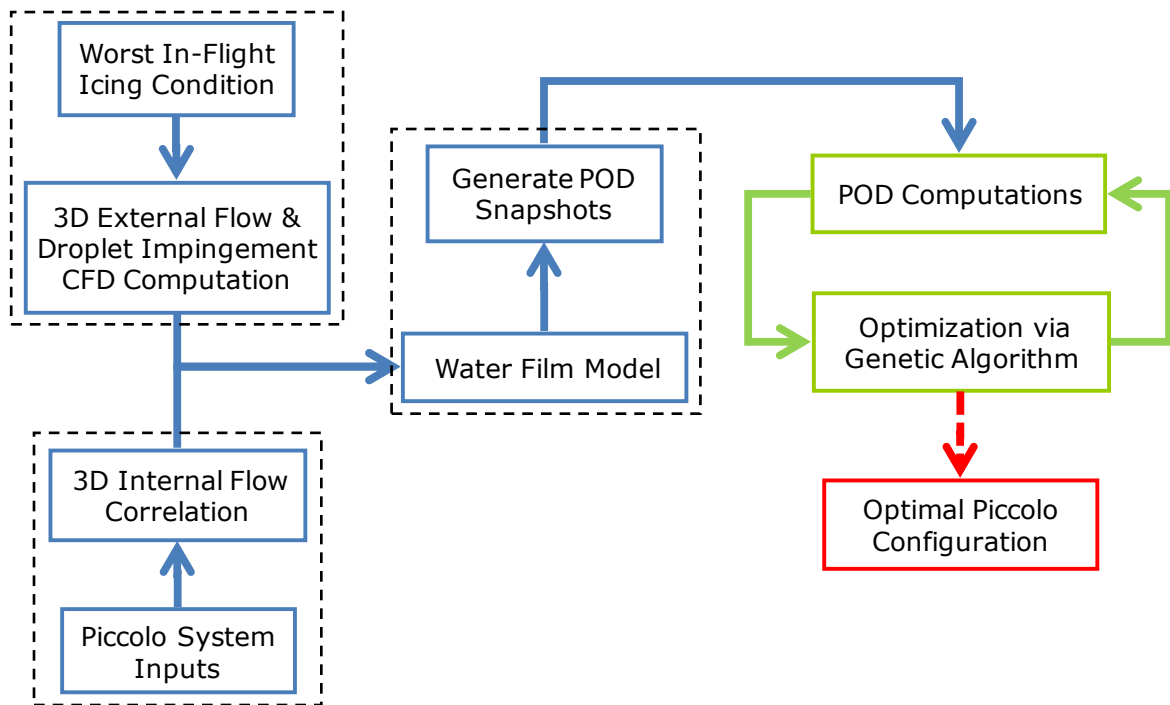 Worst In-Flight
Icing Condition
3D External Flow &
Droplet Impingement
CFD Computation
3D Internal Flow
Correlation
Piccolo System
Inputs
Generate POD
Snapshots
Water Film Model
POD Computations
Optimization via
Genetic Algorithm
Optimal Piccolo
Configuration